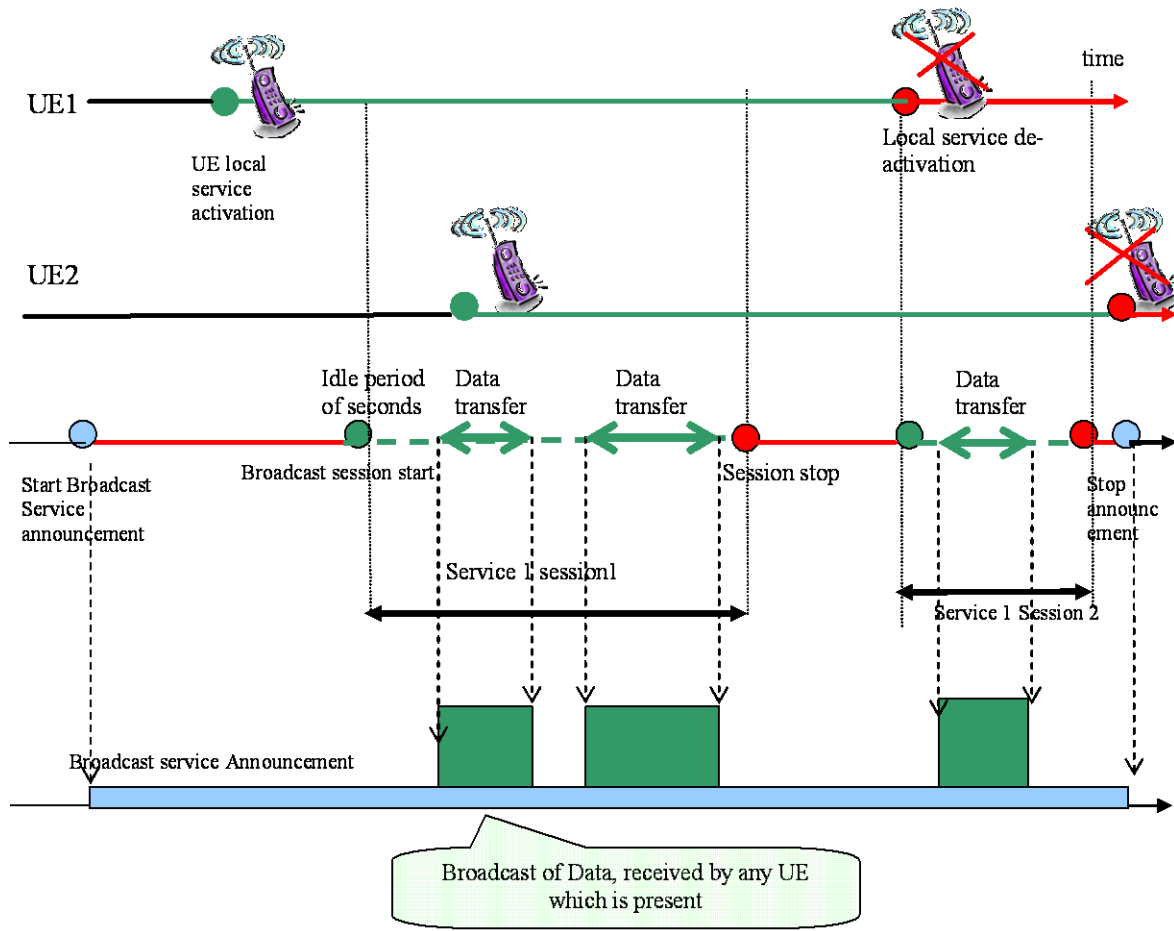 time
UE1
UE local
service
activation
Local service de-
activation
UE2
Idle period
of seconds
Data
transfer
Data
transfer
Data
transfer
Broadcast session start
Session stop
Start Broadcast
Service
announcement
Stop
announc
ement
Service 1 session1
Service 1 Session 2
Broadcast service Announcement
Broadcast of Data, received by any UE
which is present